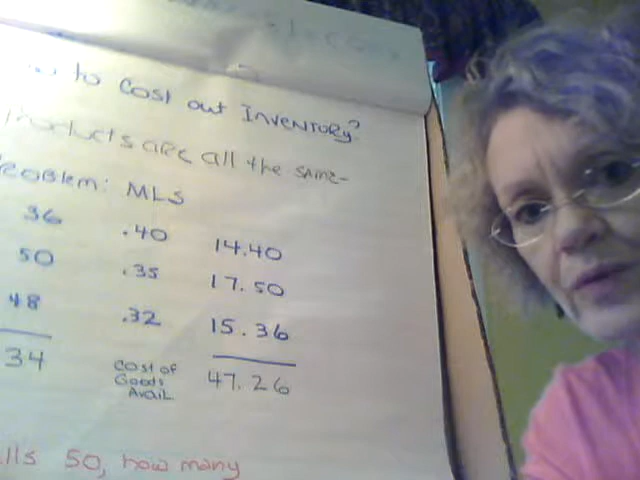 ... to Cost out INVENTORY?
Products are all the same-
Problem: MLS
36 .40 14.40
50 .35 17.50
48 .32 15.36
34 Cost of Goods Avail. 47.26
lls 50, how many